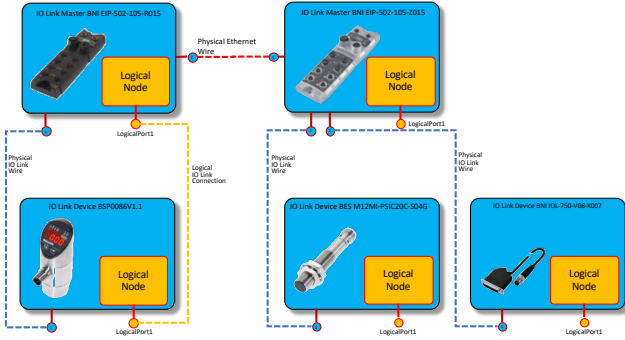 IO Link Master BNI EIP-502-105-R015
Logical
Node
LogicalPort1
Physical Ethernet
Wire
IO Link Master BNI EIP-502-105-Z015
Logical
Node
LogicalPort1
Physical
IO Link
Wire
Logical
IO Link
Connection
Physical
IO Link
Wire
Physical
IO Link
Wire
IO Link Device BSP0086V1.1
Logical
Node
LogicalPort1
IO Link Device BES M12MI-PSIC20C-S04G
Logical
Node
LogicalPort1
IO Link Device BNI IOL-750-V08-K007
Logical
Node
LogicalPort1